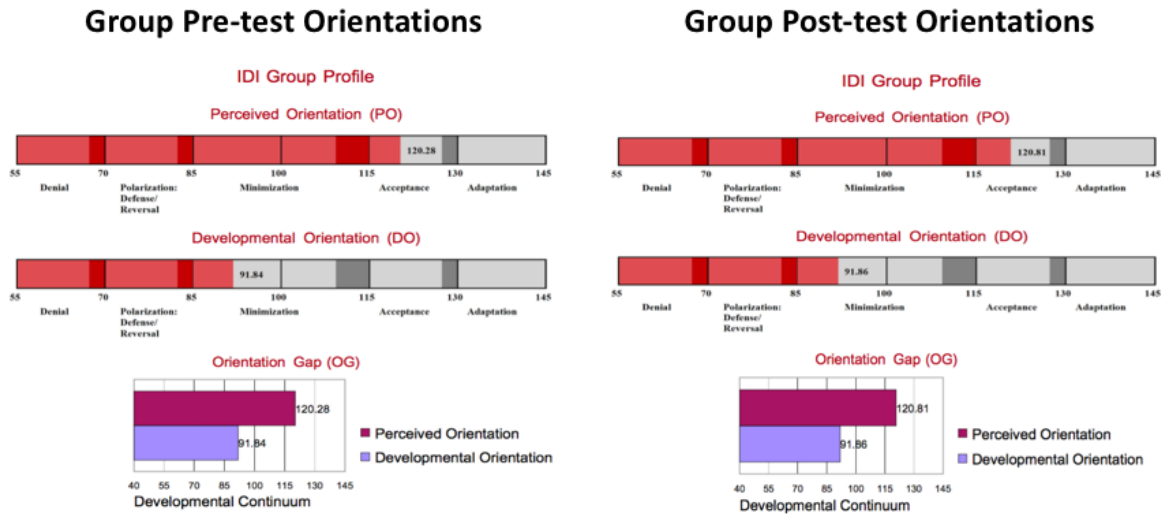 Group Pre-test Orientations
IDI Group Profile
Perceived Orientation (PO)
120.28
55 70 85 100 115 130 145
Denial Polarization: Minimization Acceptance Adaptation
Defense/
Reversal
Developmental Orientation (DO)
91.84
55 70 85 100 115 130 145
Denial Polarization: Minimization Acceptance Adaptation
Defense/
Reversal
Orientation Gap (OG)
120.28
91.84
Perceived Orientation
Developmental Orientation
40 55 70 85 100 115 130 145
Developmental Continuum
Group Post-test Orientations
IDI Group Profile
Perceived Orientation (PO)
120.81
55 70 85 100 115 130 145
Denial Polarization: Minimization Acceptance Adaptation
Defense/
Reversal
Developmental Orientation (DO)
91.86
55 70 85 100 115 130 145
Denial Polarization: Minimization Acceptance Adaptation
Defense/
Reversal
Orientation Gap (OG)
120.81
91.86
Perceived Orientation
Developmental Orientation
40 55 70 85 100 115 130 145
Developmental Continuum